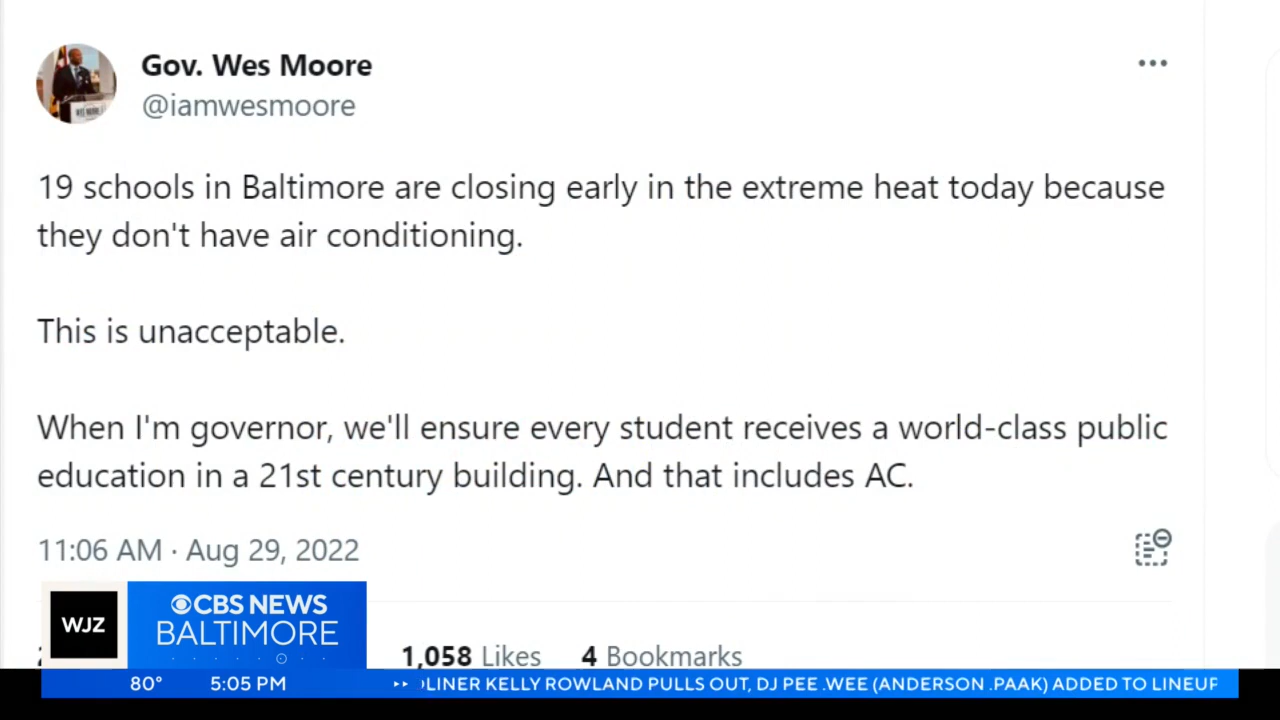 Gov. Wes Moore
@iamwesmoore
19 schools in Baltimore are closing early in the extreme heat today because
they don't have air conditioning.
This is unacceptable.
When I'm governor, we'll ensure every student receives a world-class public
education in a 21st century building. And that includes AC.
11:06 AM · Aug 29, 2022
1,058 Likes 4 Bookmarks
WJZ
CBS NEWS
BALTIMORE
80° 5:05 PM
KELLY ROWLAND PULLS OUT, DJ PEE .WEE (ANDERSON .PAAK) ADDED TO LINEUP